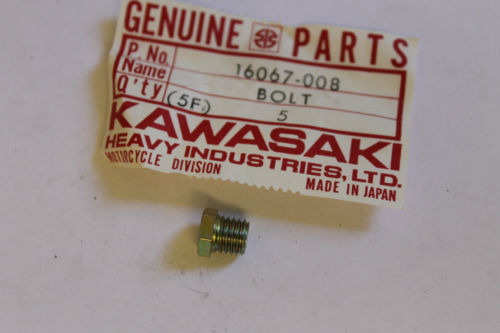 GENUINE PARTS
P. No. 16067-008
Name BOLT
Q'ty (5F) 5
KAWASAKI
HEAVY INDUSTRIES, LTD.
MOTORCYCLE DIVISION
MADE IN JAPAN